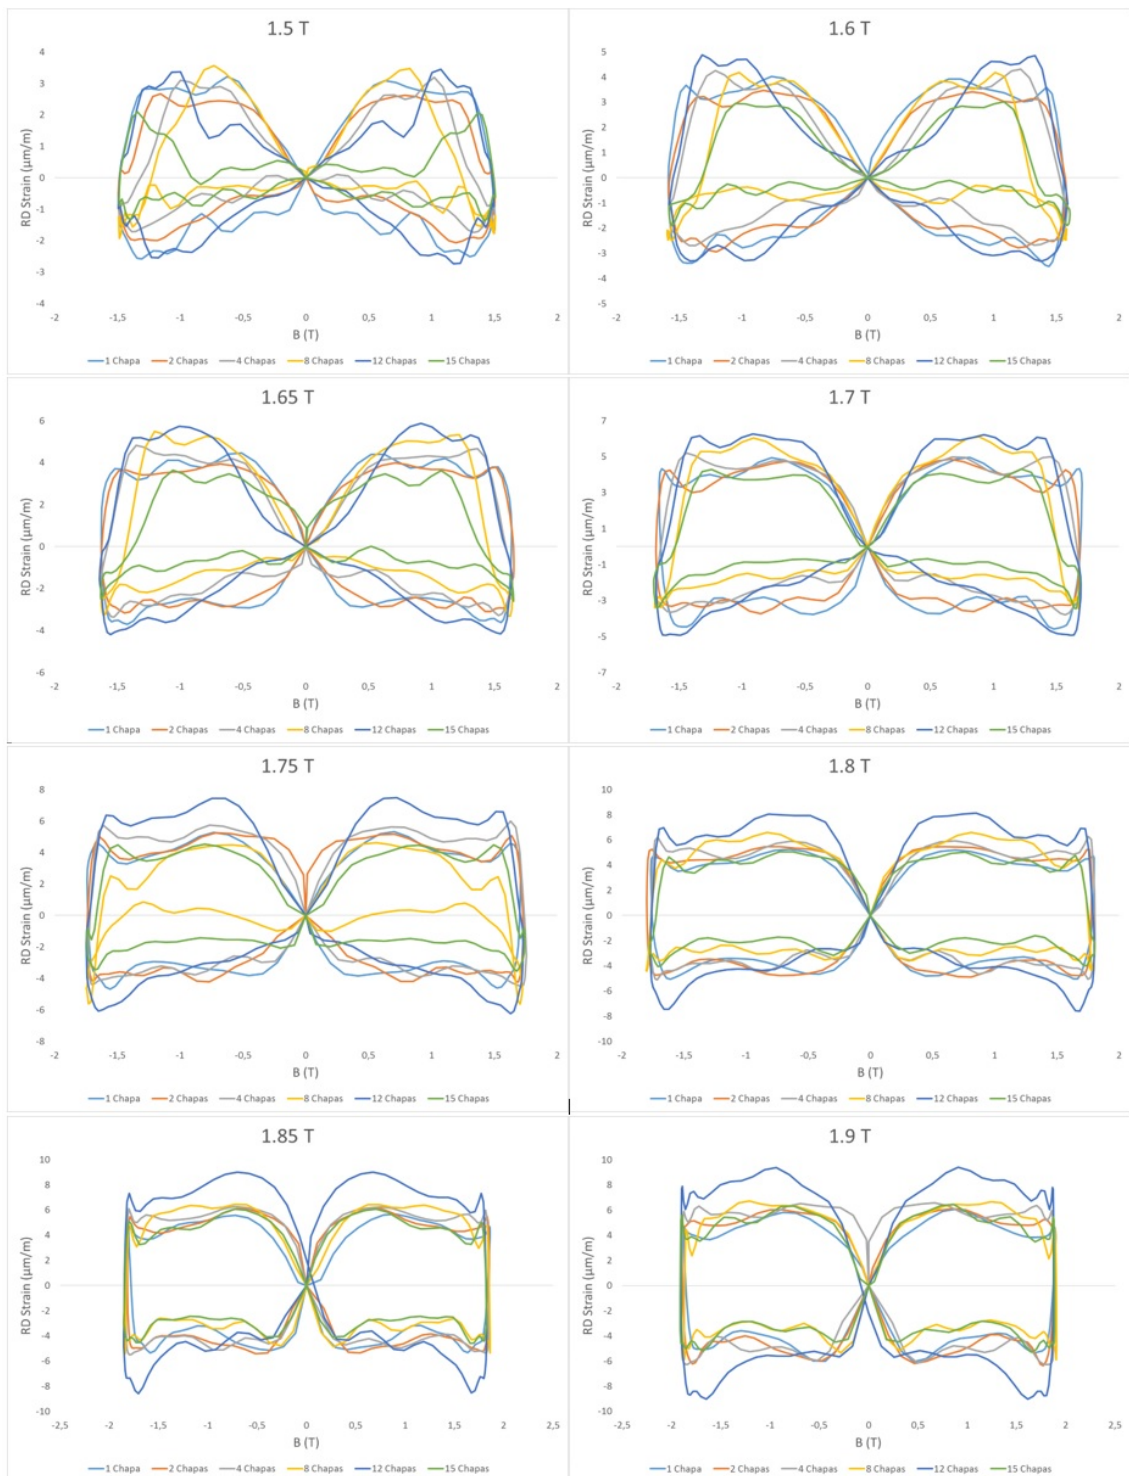 1.5 T
4
3
2
1
0
-1
-2
-3
-4
RD Strain (µm/m)
-2 -1,5 -1 -0,5 0 0,5 1 1,5 2
B (T)
1 Chapa 2 Chapas 4 Chapas 8 Chapas 12 Chapas 15 Chapas
1.6 T
5
4
3
2
1
0
-1
-2
-3
-4
-5
RD Strain (µm/m)
-2 -1,5 -1 -0,5 0 0,5 1 1,5 2
B (T)
1 Chapa 2 Chapas 4 Chapas 8 Chapas 12 Chapas 15 Chapas
1.65 T
6
4
2
0
-2
-4
-6
RD Strain (µm/m)
-2 -1,5 -1 -0,5 0 0,5 1 1,5 2
B (T)
1 Chapa 2 Chapas 4 Chapas 8 Chapas 12 Chapas 15 Chapas
1.7 T
7
5
3
1
-1
-3
-5
-7
RD Strain (µm/m)
-2 -1,5 -1 -0,5 0 0,5 1 1,5 2
B (T)
1 Chapa 2 Chapas 4 Chapas 8 Chapas 12 Chapas 15 Chapas
1.75 T
8
6
4
2
0
-2
-4
-6
-8
RD Strain (µm/m)
-2 -1,5 -1 -0,5 0 0,5 1 1,5 2
B (T)
1 Chapa 2 Chapas 4 Chapas 8 Chapas 12 Chapas 15 Chapas
1.8 T
10
8
6
4
2
0
-2
-4
-6
-8
-10
RD Strain (µm/m)
-2 -1,5 -1 -0,5 0 0,5 1 1,5 2
B (T)
1 Chapa 2 Chapas 4 Chapas 8 Chapas 12 Chapas 15 Chapas
1.85 T
10
8
6
4
2
0
-2
-4
-6
-8
-10
RD Strain (µm/m)
-2,5 -2 -1,5 -1 -0,5 0 0,5 1 1,5 2 2,5
B (T)
1 Chapa 2 Chapas 4 Chapas 8 Chapas 12 Chapas 15 Chapas
1.9 T
10
8
6
4
2
0
-2
-4
-6
-8
-10
RD Strain (µm/m)
-2,5 -2 -1,5 -1 -0,5 0 0,5 1 1,5 2 2,5
B (T)
1 Chapa 2 Chapas 4 Chapas 8 Chapas 12 Chapas 15 Chapas